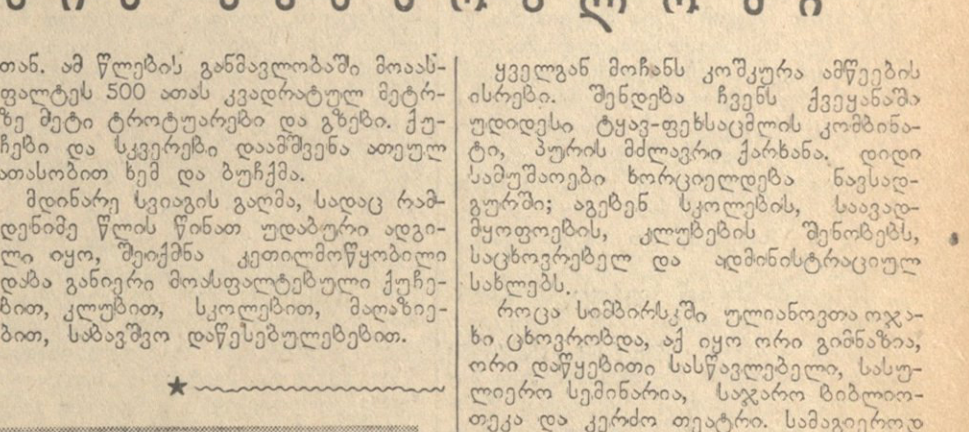 თან. ამ წლების განმავლობაში მოას-
ფალტეს 500 ათას კვადრატულ მეტრ-
ზე მეტი ტროტუარები და გზები. ქუ-
ჩები და სკვერები დაამშვენა ათეულ
ათასობით ხემ და ბუჩქმა.
მდინარე სვიაგის გაღმა, სადაც რამ-
დენიმე წლის წინათ უდაბური ადგი-
ლი იყო, შეიქმნა კეთილმოწყობილი
დაბა განიერი მოასფალტებული ქუჩე-
ბით, კლუბით, სკოლებით, მაღაზიე-
ბით, საბავშვო დაწესებულებებით.
ყველგან მოჩანს კოშკურა ამწეების
ისრები. შენდება ჩვენს ქვეყანაში
უდიდესი ტყავ-ფეხსაცმლის კომბინა-
ტი, პურის მძლავრი ქარხანა. დიდი
სამუშაოები ხორციელდება ნავსად-
გურში; აგებენ სკოლების, საავად-
მყოფოების, კლუბების შენობებს,
საცხოვრებელ და ადმინისტრაციულ
სახლებს.
როცა სიმბირსკში ულიანოვთა ოჯა-
ხი ცხოვრობდა, აქ იყო ორი გიმნაზია,
ორი დაწყებითი სასწავლებელი, სასუ-
ლიერო სემინარია, საჯარო ბიბლიო-
თეკა და კერძო თეატრი. სამაგიეროდ